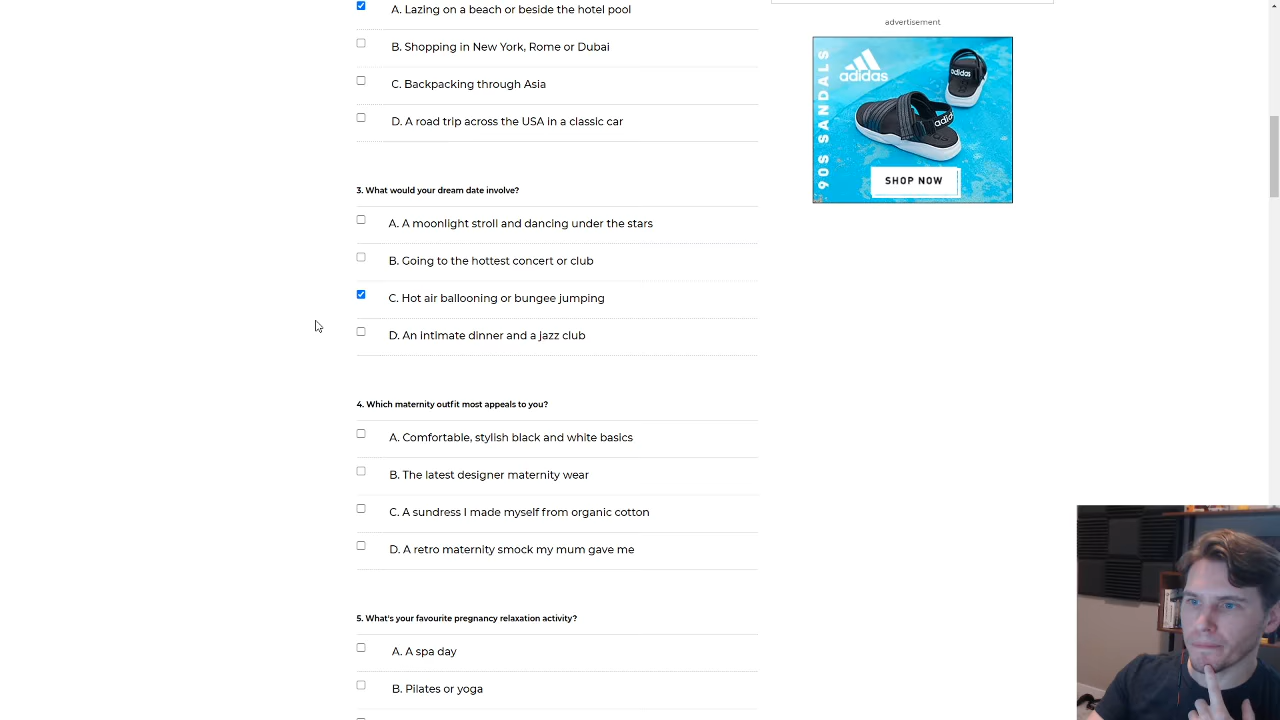 A. Lazing on a beach or beside the hotel pool
B. Shopping in New York, Rome or Dubai
C. Backpacking through Asia
D. A road trip across the USA in a classic car
3. What would your dream date involve?
A. A moonlight stroll and dancing under the stars
B. Going to the hottest concert or club
C. Hot air ballooning or bungee jumping
D. An intimate dinner and a jazz club
4. Which maternity outfit most appeals to you?
A. Comfortable, stylish black and white basics
B. The latest designer maternity wear
C. A sundress I made myself from organic cotton
D. A retro maternity smock my mum gave me
5. What's your favourite pregnancy relaxation activity?
A. A spa day
B. Pilates or yoga
advertisement
90S SANDALS
adidas
adidas
adidas
SHOP NOW